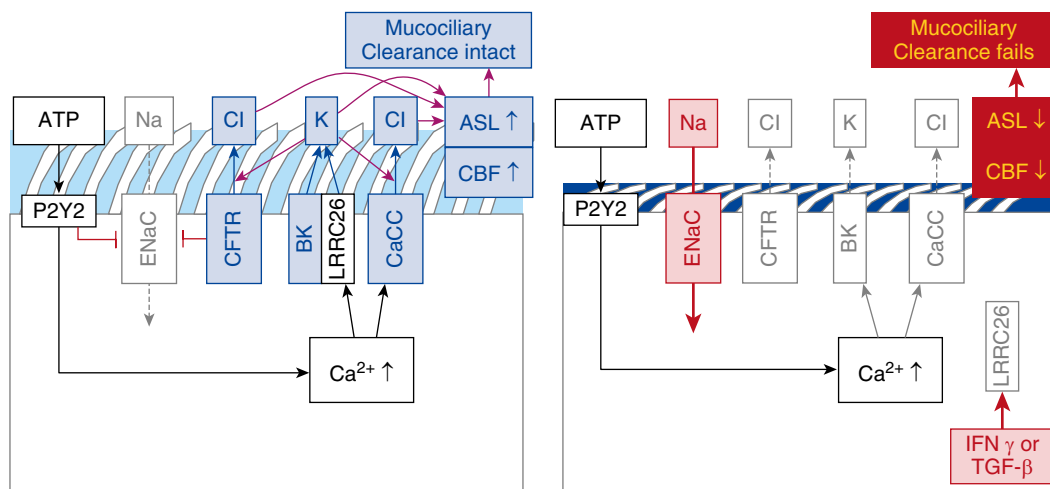 Mucociliary
Clearance intact
ATP
Na
Cl
K
Cl
ASL ↑
CBF ↑
P2Y2
ENaC
CFTR
BK
LRRC26
CaCC
Ca²⁺ ↑
Mucociliary
Clearance fails
ATP
Na
Cl
K
Cl
ASL ↓
CBF ↓
P2Y2
ENaC
CFTR
BK
CaCC
Ca²⁺ ↑
LRRC26
IFN γ or
TGF-β